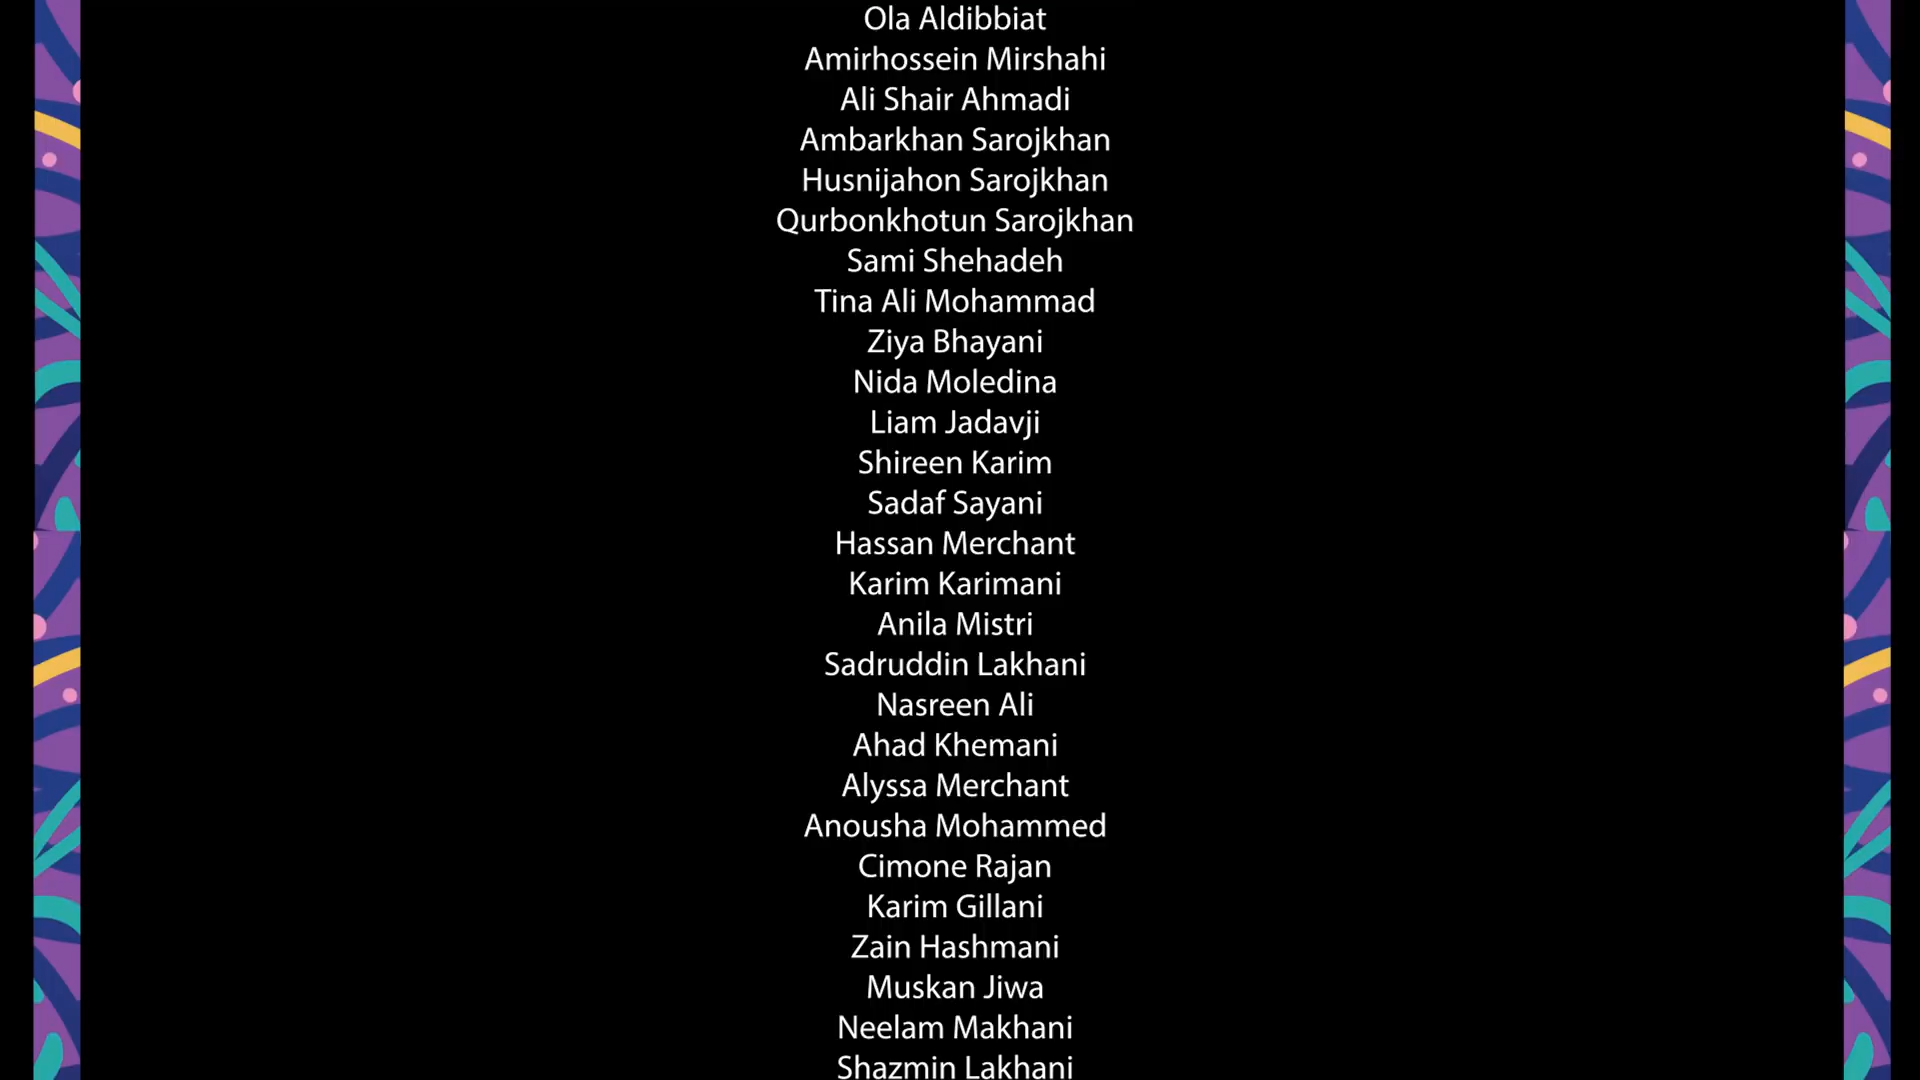 Ola Aldibbiat
Amirhossein Mirshahi
Ali Shair Ahmadi
Ambarkhan Sarojkhan
Husnijahon Sarojkhan
Qurbonkhotun Sarojkhan
Sami Shehadeh
Tina Ali Mohammad
Ziya Bhayani
Nida Moledina
Liam Jadavji
Shireen Karim
Sadaf Sayani
Hassan Merchant
Karim Karimani
Anila Mistri
Sadruddin Lakhani
Nasreen Ali
Ahad Khemani
Alyssa Merchant
Anousha Mohammed
Cimone Rajan
Karim Gillani
Zain Hashmani
Muskan Jiwa
Neelam Makhani
Shazmin Lakhani